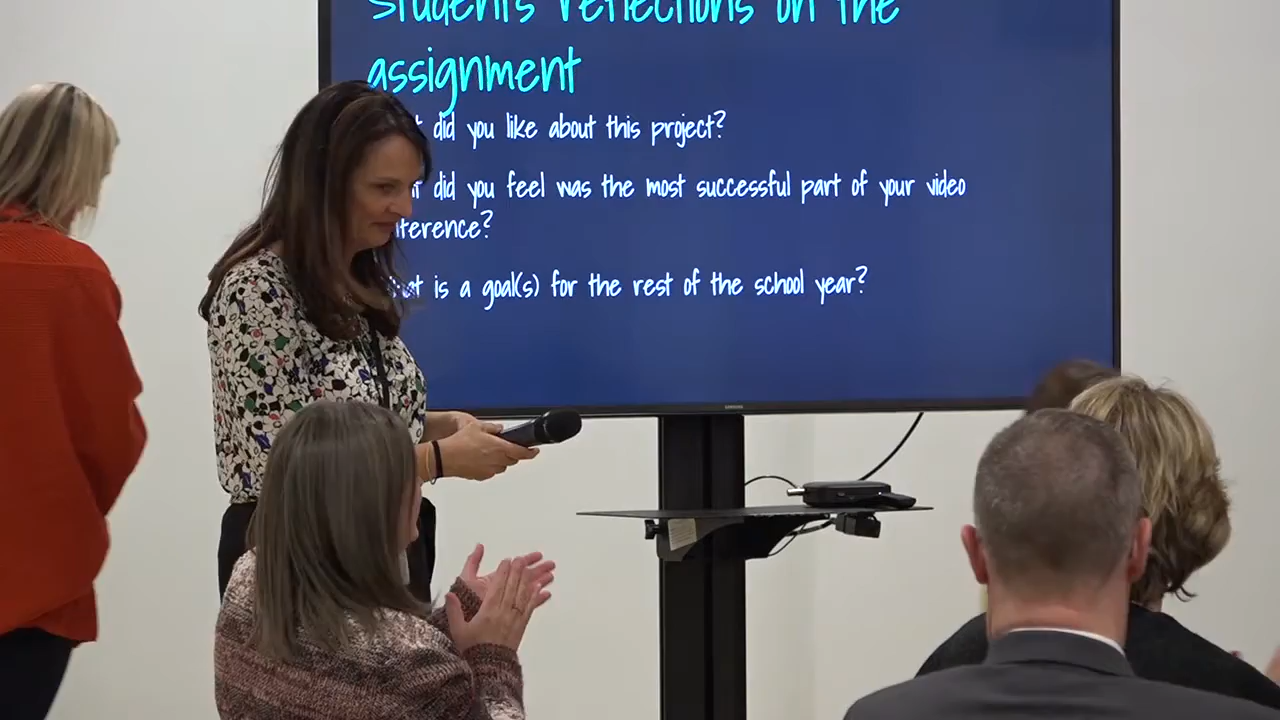 Students reflections on the
assignment
did you like about this project?
did you feel was the most successful part of your video
is a goal(s) for the rest of the school year?
SAMSUNG